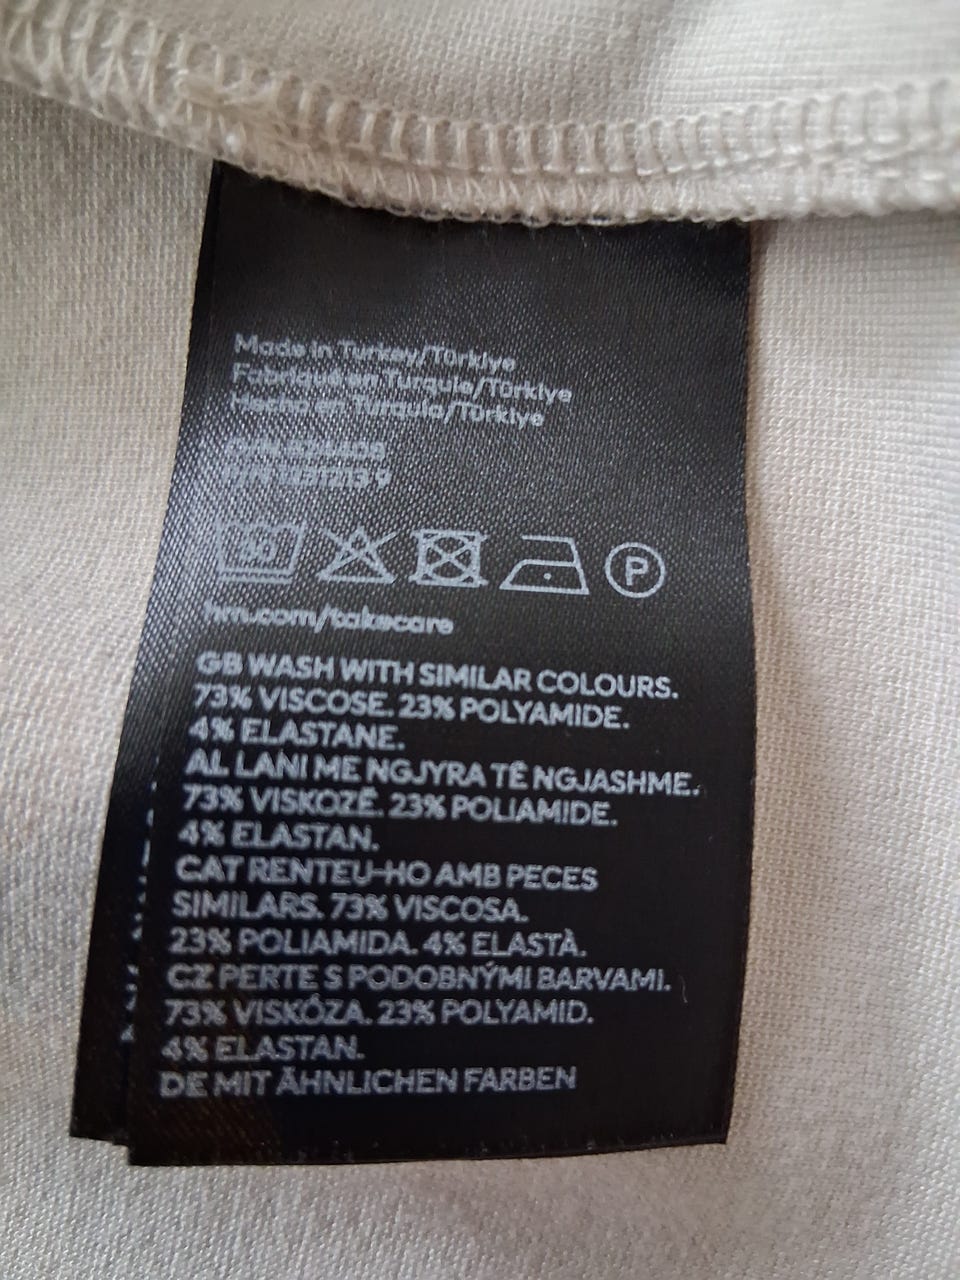 Made in Turkey/Türkiye
Fabriqué en Turquie/Türkiye
Hecho en Turquía/Türkiye
30
P
hm.com/takecare
GB WASH WITH SIMILAR COLOURS.
73% VISCOSE. 23% POLYAMIDE.
4% ELASTANE.
AL LANI ME NGJYRA TË NGJASHME.
73% VISKOZË. 23% POLIAMIDE.
4% ELASTAN.
CAT RENTEU-HO AMB PECES
SIMILARS. 73% VISCOSA.
23% POLIAMIDA. 4% ELASTÀ.
CZ PERTE S PODOBNÝMI BARVAMI.
73% VISKÓZA. 23% POLYAMID.
4% ELASTAN.
DE MIT ÄHNLICHEN FARBEN